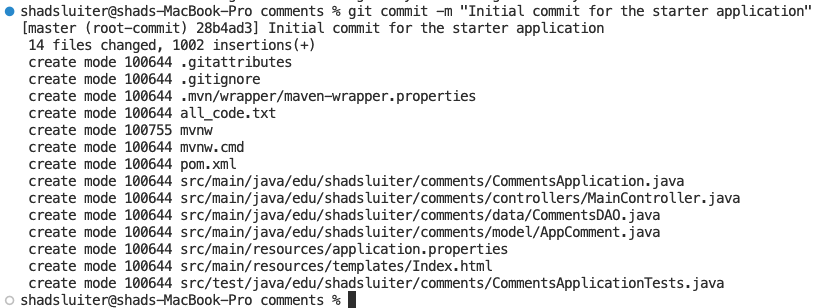 shadsluiter@shads-MacBook-Pro comments % git commit -m "Initial commit for the starter application"
[master (root-commit) 28b4ad3] Initial commit for the starter application
14 files changed, 1002 insertions(+)
create mode 100644 .gitattributes
create mode 100644 .gitignore
create mode 100644 .mvn/wrapper/maven-wrapper.properties
create mode 100644 all_code.txt
create mode 100755 mvnw
create mode 100644 mvnw.cmd
create mode 100644 pom.xml
create mode 100644 src/main/java/edu/shadsluiter/comments/CommentsApplication.java
create mode 100644 src/main/java/edu/shadsluiter/comments/controllers/MainController.java
create mode 100644 src/main/java/edu/shadsluiter/comments/data/CommentsDAO.java
create mode 100644 src/main/java/edu/shadsluiter/comments/model/AppComment.java
create mode 100644 src/main/resources/application.properties
create mode 100644 src/main/resources/templates/Index.html
create mode 100644 src/test/java/edu/shadsluiter/comments/CommentsApplicationTests.java
shadsluiter@shads-MacBook-Pro comments %